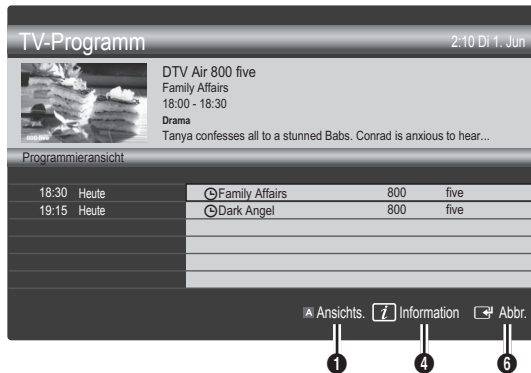 TV-Programm
2:10 Di 1. Jun
DTV Air 800 five
Family Affairs
18:00 - 18:30
Drama
Tanya confesses all to a stunned Babs. Conrad is anxious to hear...
800 five
Programmieransicht
18:30 Heute Family Affairs 800 five
19:15 Heute Dark Angel 800 five
A Ansichts. i Information Abbr.
1 4 6